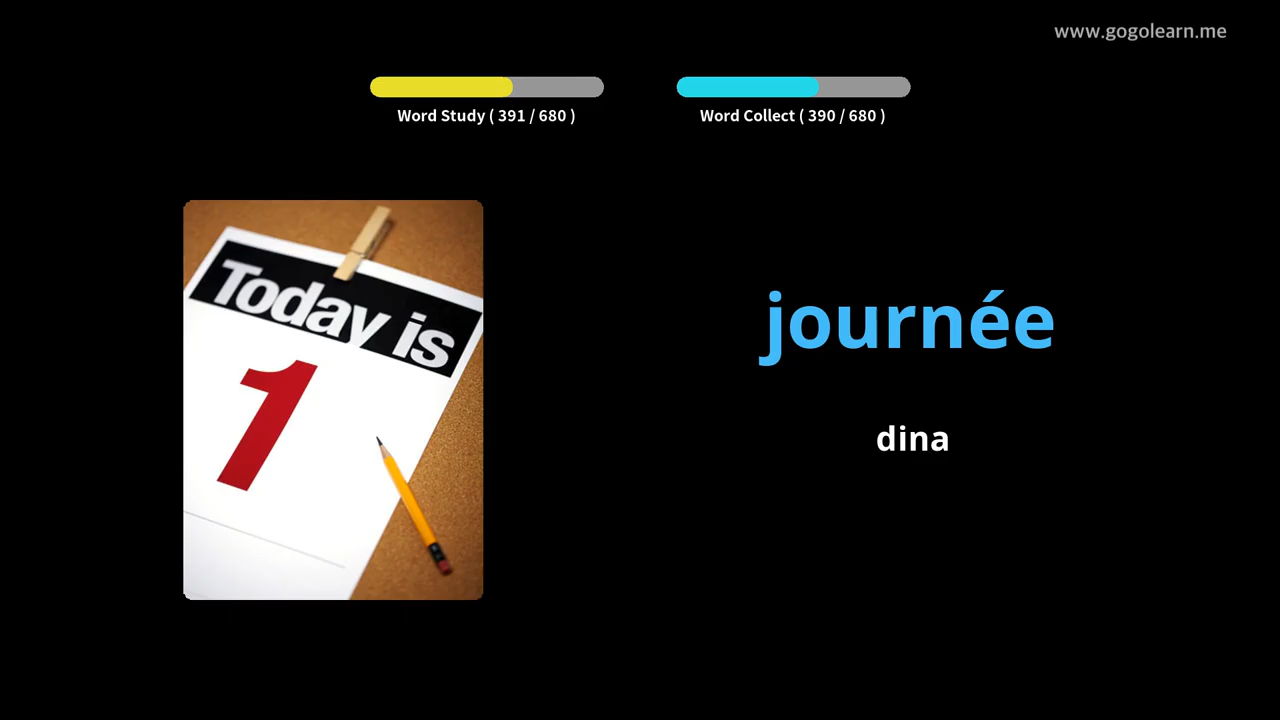 www.gogolearn.me
Word Study ( 391 / 680 )
Word Collect ( 390 / 680 )
Today is
1
journée
dina